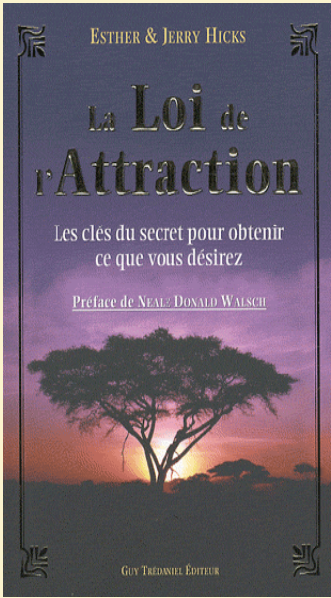 ESTHER & JERRY HICKS
La Loi de
l'Attraction
Les clés du secret pour obtenir
ce que vous désirez
Préface de NEALE DONALD WALSCH
GUY TRÉDANIEL ÉDITEUR